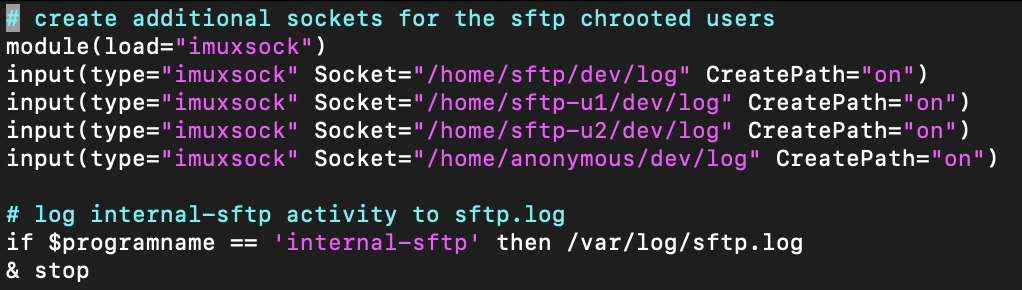 # create additional sockets for the sftp chrooted users
module(load="imuxsock")
input(type="imuxsock" Socket="/home/sftp/dev/log" CreatePath="on")
input(type="imuxsock" Socket="/home/sftp-u1/dev/log" CreatePath="on")
input(type="imuxsock" Socket="/home/sftp-u2/dev/log" CreatePath="on")
input(type="imuxsock" Socket="/home/anonymous/dev/log" CreatePath="on")

# log internal-sftp activity to sftp.log
if $programname == 'internal-sftp' then /var/log/sftp.log
& stop